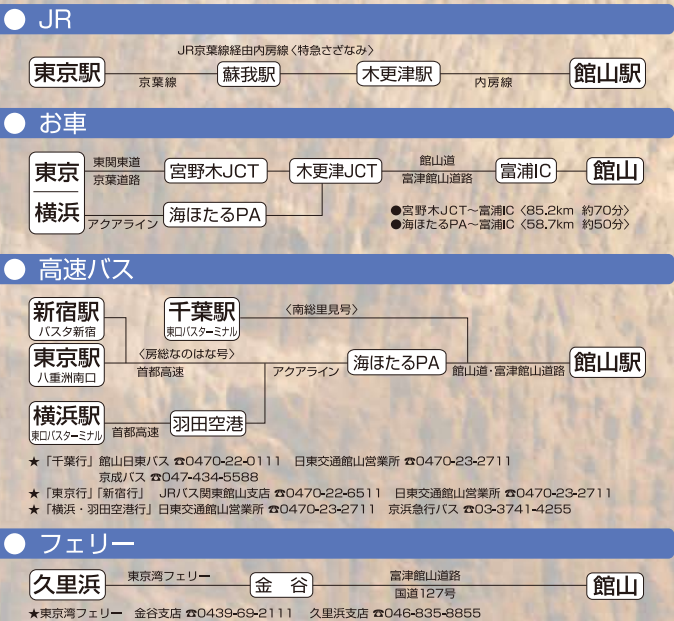 ● JR
JR京葉線経由内房線〈特急さざなみ〉
東京駅 京葉線 蘇我駅 木更津駅 内房線 館山駅
● お車
東京 東関東道 京葉道路 宮野木JCT 木更津JCT 館山道 富津館山道路 富浦IC 館山
横浜 アクアライン 海ほたるPA
●宮野木JCT〜富浦IC〈85.2km 約70分〉
●海ほたるPA〜富浦IC〈58.7km 約50分〉
● 高速バス
新宿駅 バスタ新宿
千葉駅 東口バスターミナル
〈南総里見号〉
東京駅 八重洲南口
〈房総なのはな号〉
首都高速 アクアライン 海ほたるPA 館山道・富津館山道路 館山駅
横浜駅 東口バスターミナル 首都高速 羽田空港
★「千葉行」館山日東バス ☎0470-22-0111 日東交通館山営業所 ☎0470-23-2711
京成バス ☎047-434-5588
★「東京行」「新宿行」 JRバス関東館山支店 ☎0470-22-6511 日東交通館山営業所 ☎0470-23-2711
★「横浜・羽田空港行」日東交通館山営業所 ☎0470-23-2711 京浜急行バス ☎03-3741-4255
● フェリー
久里浜 東京湾フェリー 金 谷 富津館山道路 国道127号 館山
★東京湾フェリー 金谷支店 ☎0439-69-2111 久里浜支店 ☎046-835-8855